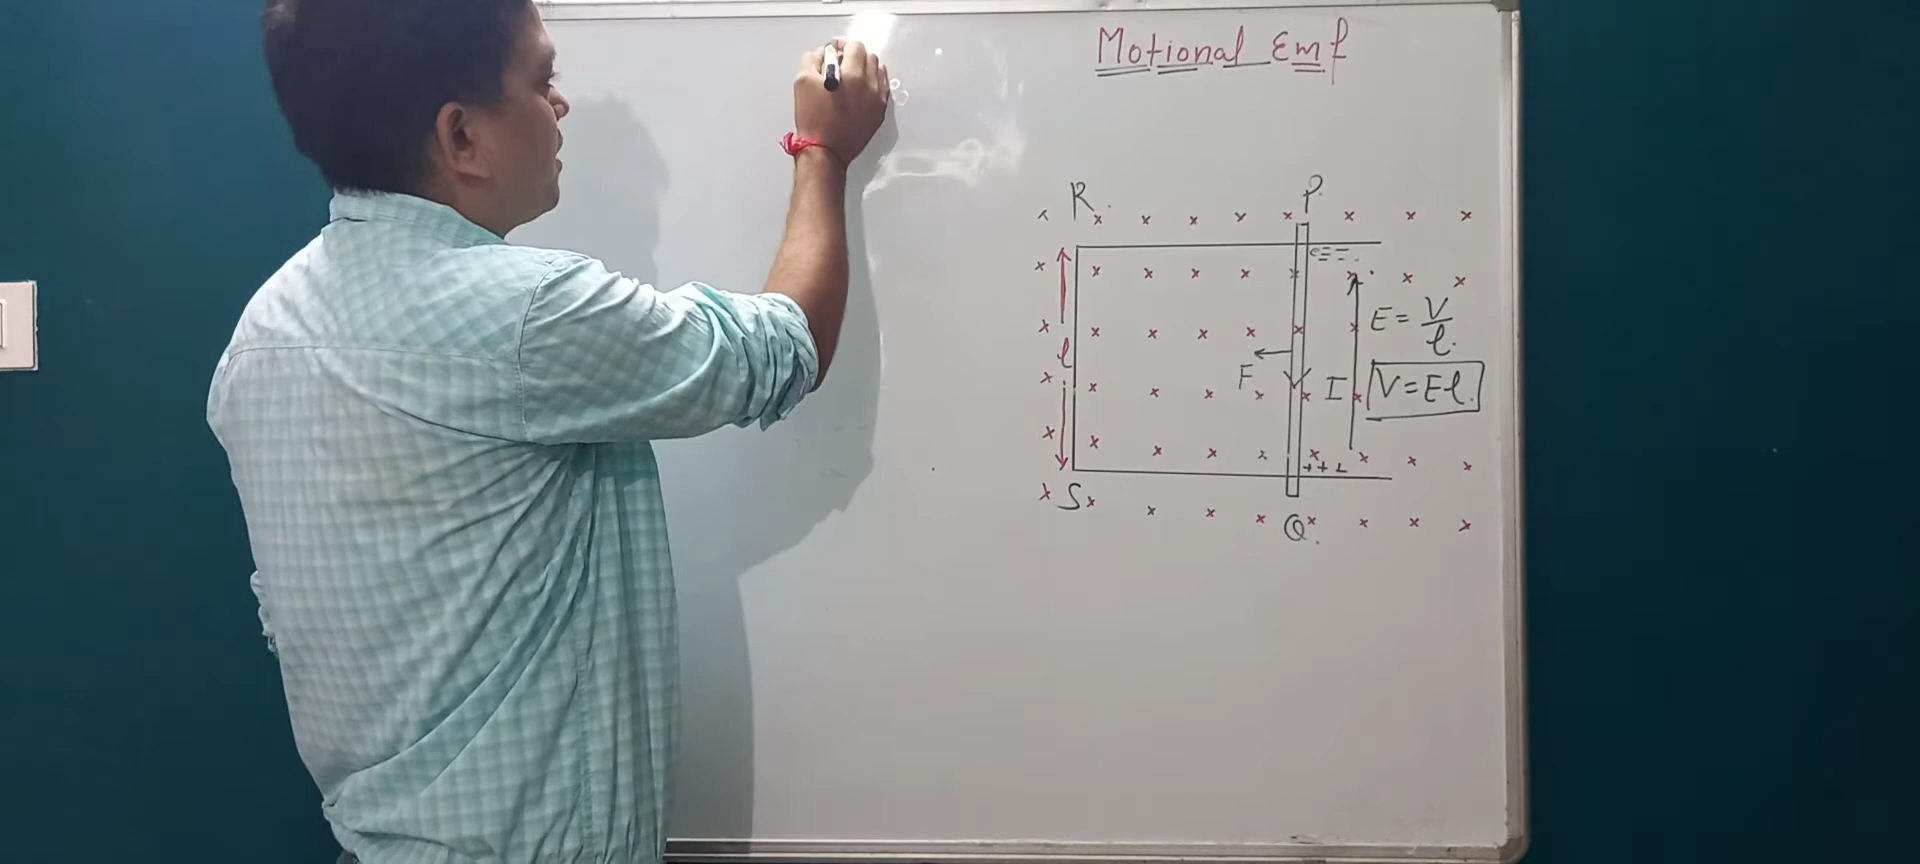 Motional Emf
R.
P.
E = V/l.
l
F
I
V = El.
S
Q.